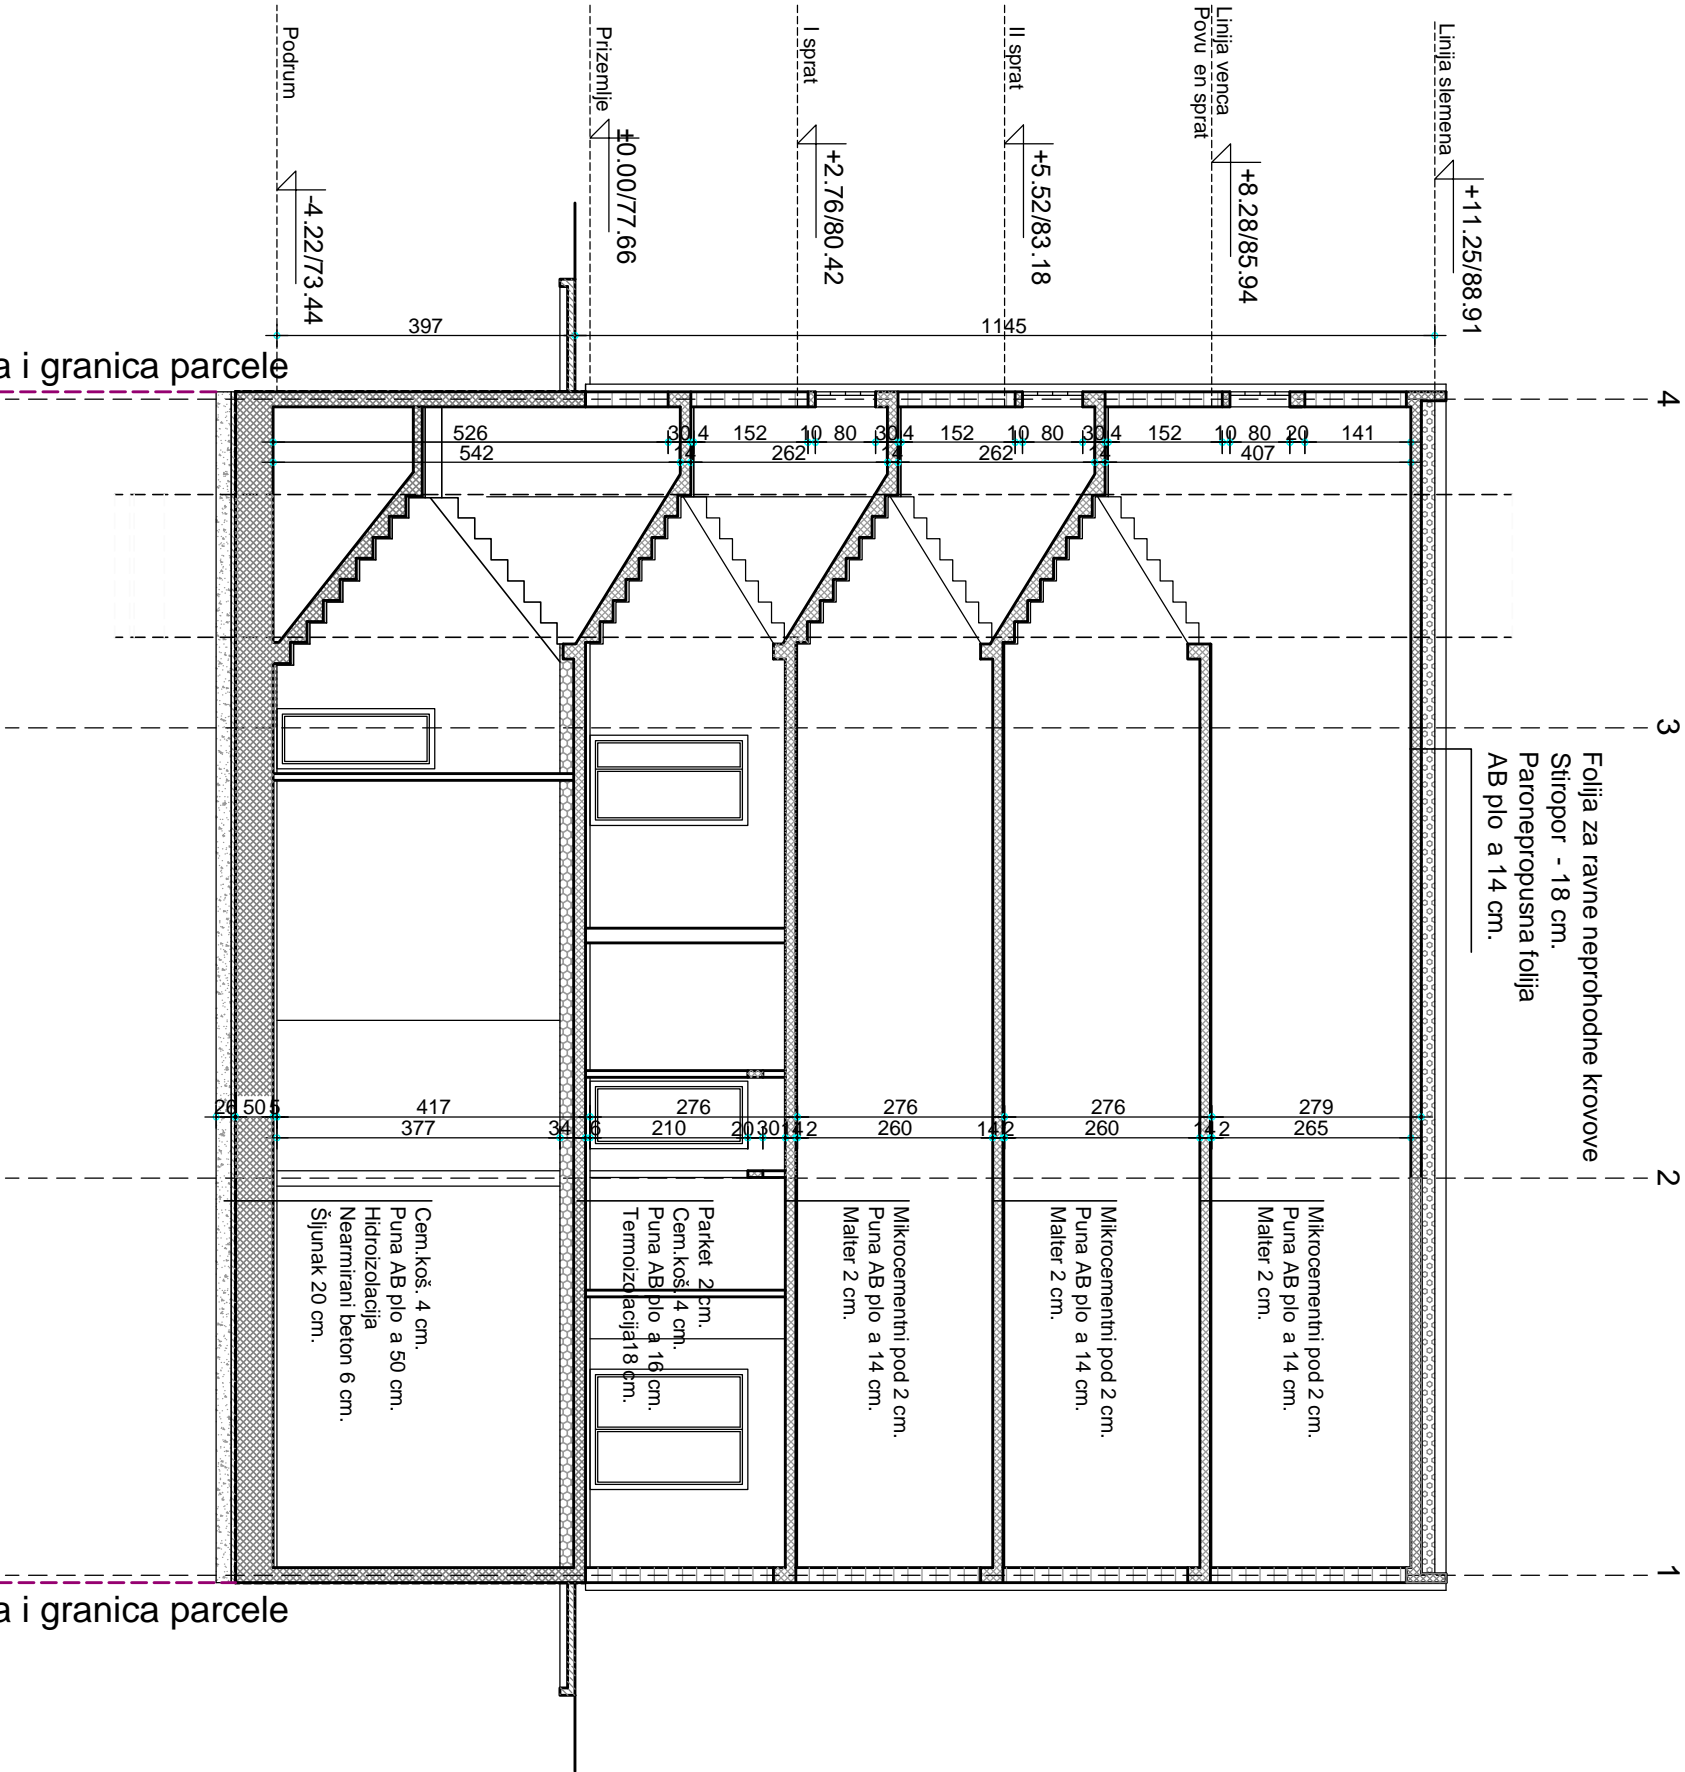 Linija slemena
+11.25/88.91
Linija venca
Povu en sprat
+8.28/85.94
II sprat
+5.52/83.18
I sprat
+2.76/80.42
Prizemlje
±0.00/77.66
Podrum
-4.22/73.44
397
1145
a i granica parcele
4
526 30 4 152 10 80 30 4 152 10 80 30 4 152 10 80 20 141
542 14 262 14 262 14 407
3
Folija za ravne neprohodne krovove
Stiropor - 18 cm.
Paronepropusna folija
AB plo a 14 cm.
26 50 5 417 276 276 276 279
377 34 16 210 20 30 14 2 260 14 2 260 14 2 265
2
Mikrocementni pod 2 cm.
Puna AB plo a 14 cm.
Malter 2 cm.
Mikrocementni pod 2 cm.
Puna AB plo a 14 cm.
Malter 2 cm.
Mikrocementni pod 2 cm.
Puna AB plo a 14 cm.
Malter 2 cm.
Parket 2 cm.
Cem.koš. 4 cm.
Puna AB plo a 16 cm.
Termoizolacija18 cm.
Cem.koš. 4 cm.
Puna AB plo a 50 cm.
Hidroizolacija
Nearmirani beton 6 cm.
Šljunak 20 cm.
1
a i granica parcele